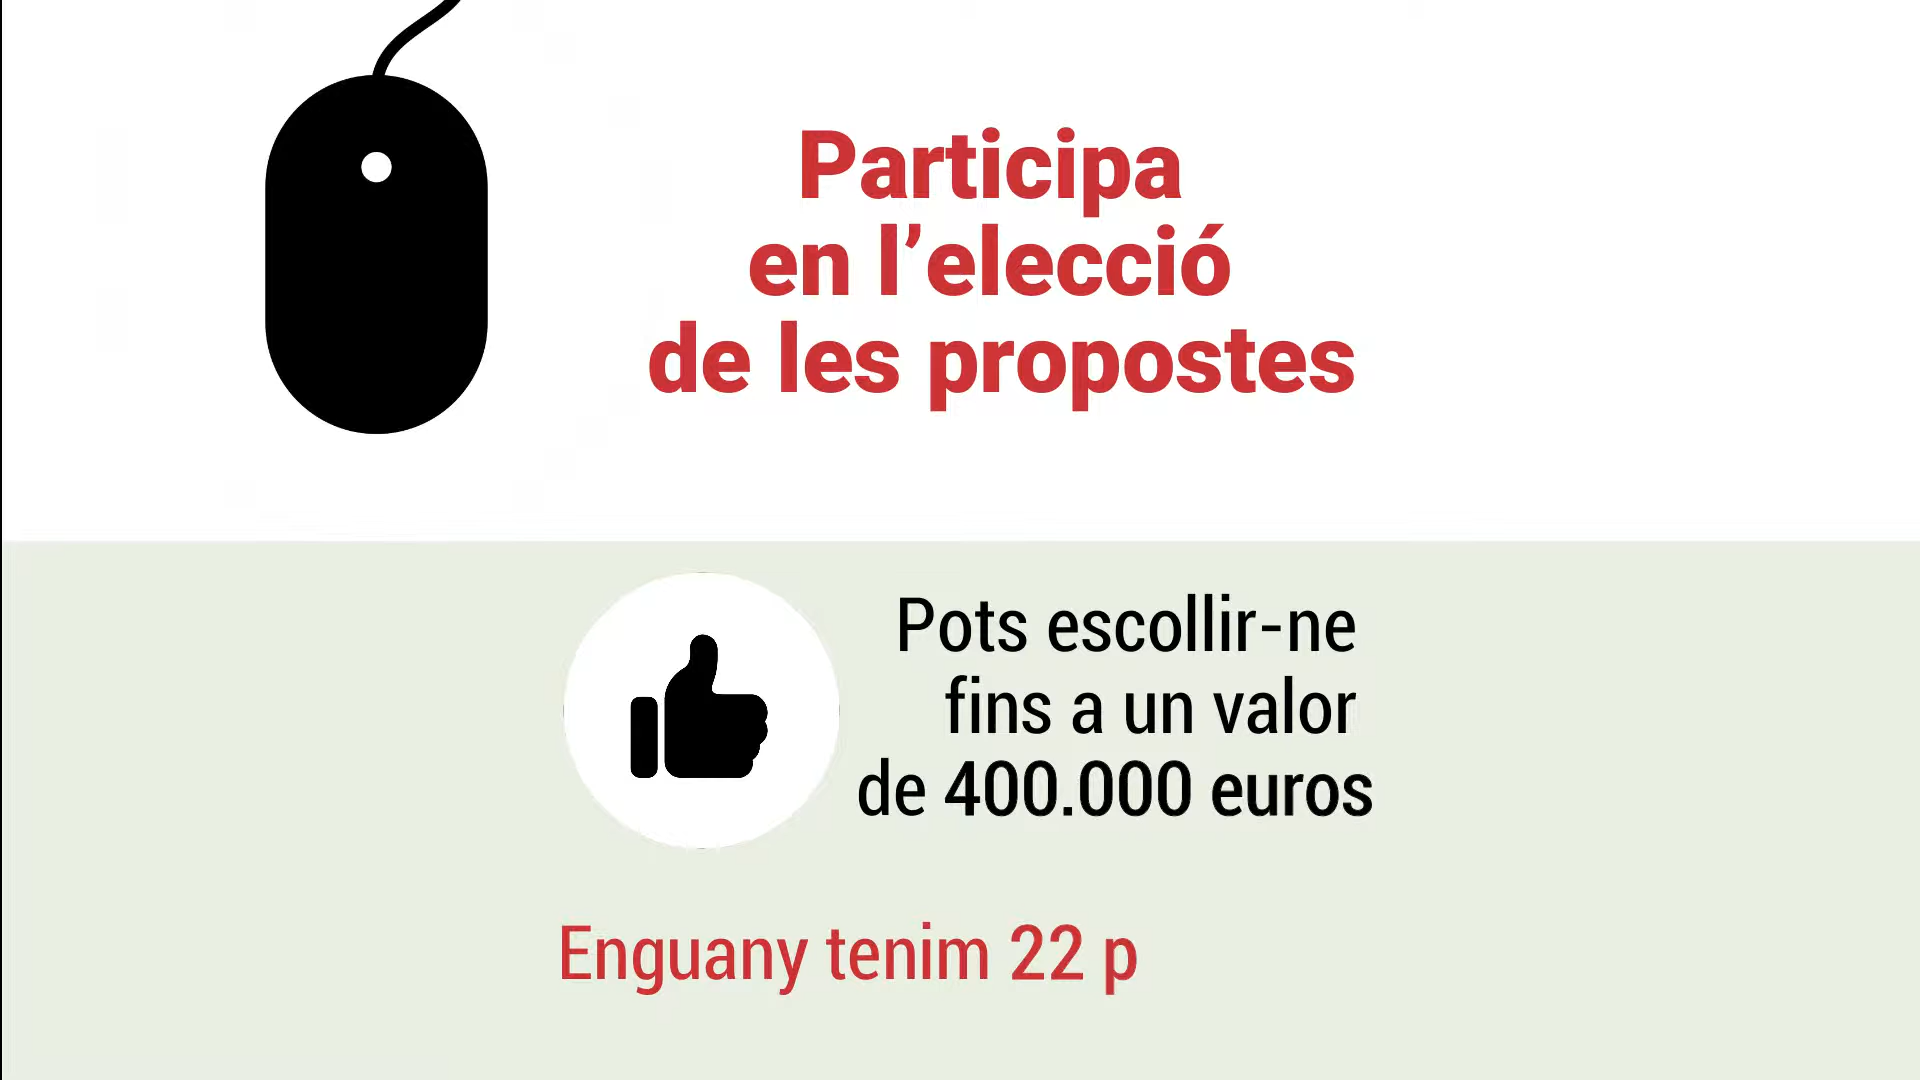 Participa
en l’elecció
de les propostes
Pots escollir-ne
fins a un valor
de 400.000 euros
Enguany tenim 22 p